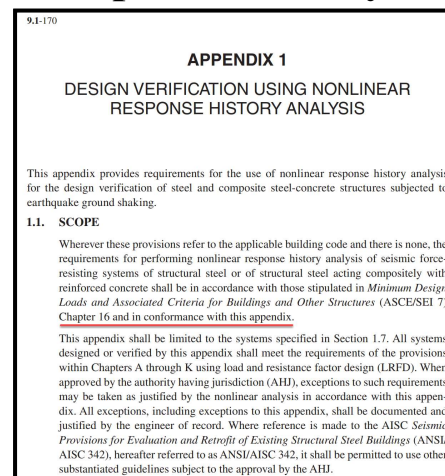 9.1-170
APPENDIX 1
DESIGN VERIFICATION USING NONLINEAR
RESPONSE HISTORY ANALYSIS
This appendix provides requirements for the use of nonlinear response history analysis
for the design verification of steel and composite steel-concrete structures subjected to
earthquake ground shaking.
1.1. SCOPE
Wherever these provisions refer to the applicable building code and there is none, the
requirements for performing nonlinear response history analysis of seismic force-
resisting systems of structural steel or of structural steel acting compositely with
reinforced concrete shall be in accordance with those stipulated in Minimum Design
Loads and Associated Criteria for Buildings and Other Structures (ASCE/SEI 7)
Chapter 16 and in conformance with this appendix.
This appendix shall be limited to the systems specified in Section 1.7. All systems
designed or verified by this appendix shall meet the requirements of the provisions
within Chapters A through K using load and resistance factor design (LRFD). When
approved by the authority having jurisdiction (AHJ), exceptions to such requirements
may be taken as justified by the nonlinear analysis in accordance with this appen-
dix. All exceptions, including exceptions to this appendix, shall be documented and
justified by the engineer of record. Where reference is made to the AISC Seismic
Provisions for Evaluation and Retrofit of Existing Structural Steel Buildings (ANSI/
AISC 342), hereafter referred to as ANSI/AISC 342, it shall be permitted to use other
substantiated guidelines subject to the approval by the AHJ.